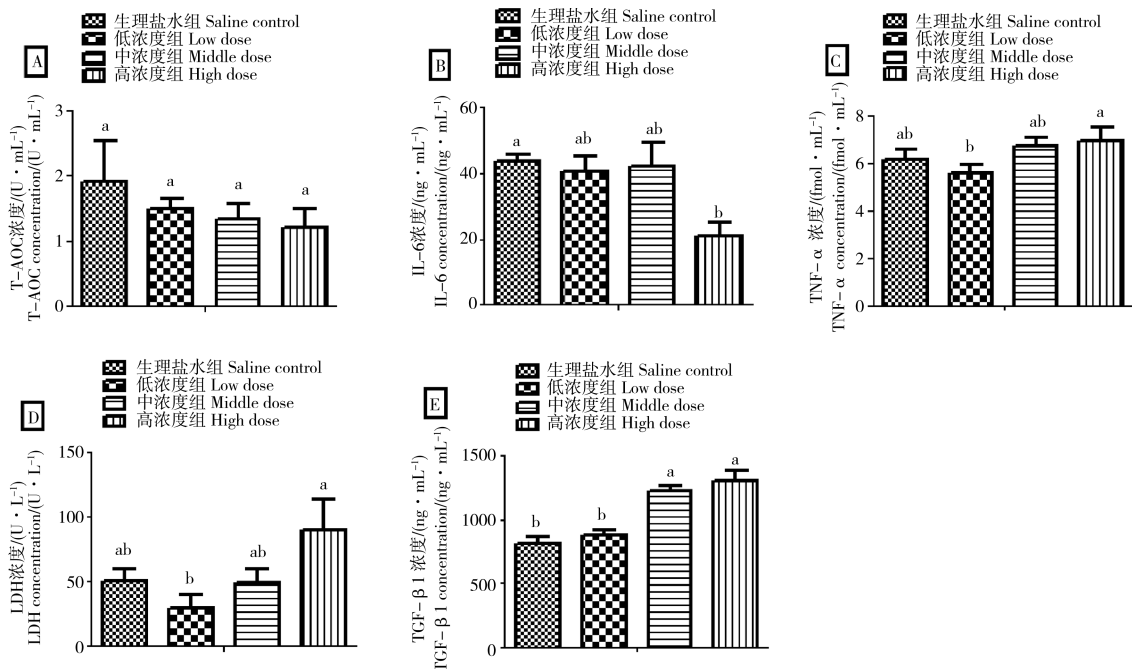 生理盐水组 Saline control
低浓度组 Low dose
中浓度组 Middle dose
高浓度组 High dose
A
T-AOC浓度/(U·mL⁻¹)
T-AOC concentration/(U·mL⁻¹)
3
2
1
0
a
a
a
a
生理盐水组 Saline control
低浓度组 Low dose
中浓度组 Middle dose
高浓度组 High dose
B
IL-6浓度/(ng·mL⁻¹)
IL-6 concentration/(ng·mL⁻¹)
60
40
20
0
a
ab
ab
b
生理盐水组 Saline control
低浓度组 Low dose
中浓度组 Middle dose
高浓度组 High dose
C
TNF-α 浓度/(fmol·mL⁻¹)
TNF-α concentration/(fmol·mL⁻¹)
8
6
4
2
0
ab
b
ab
a
生理盐水组 Saline control
低浓度组 Low dose
中浓度组 Middle dose
高浓度组 High dose
D
LDH浓度/(U·L⁻¹)
LDH concentration/(U·L⁻¹)
150
100
50
0
ab
b
ab
a
生理盐水组 Saline control
低浓度组 Low dose
中浓度组 Middle dose
高浓度组 High dose
E
TGF-β1 浓度/(ng·mL⁻¹)
TGF-β1 concentration/(ng·mL⁻¹)
1500
1000
500
0
b
b
a
a